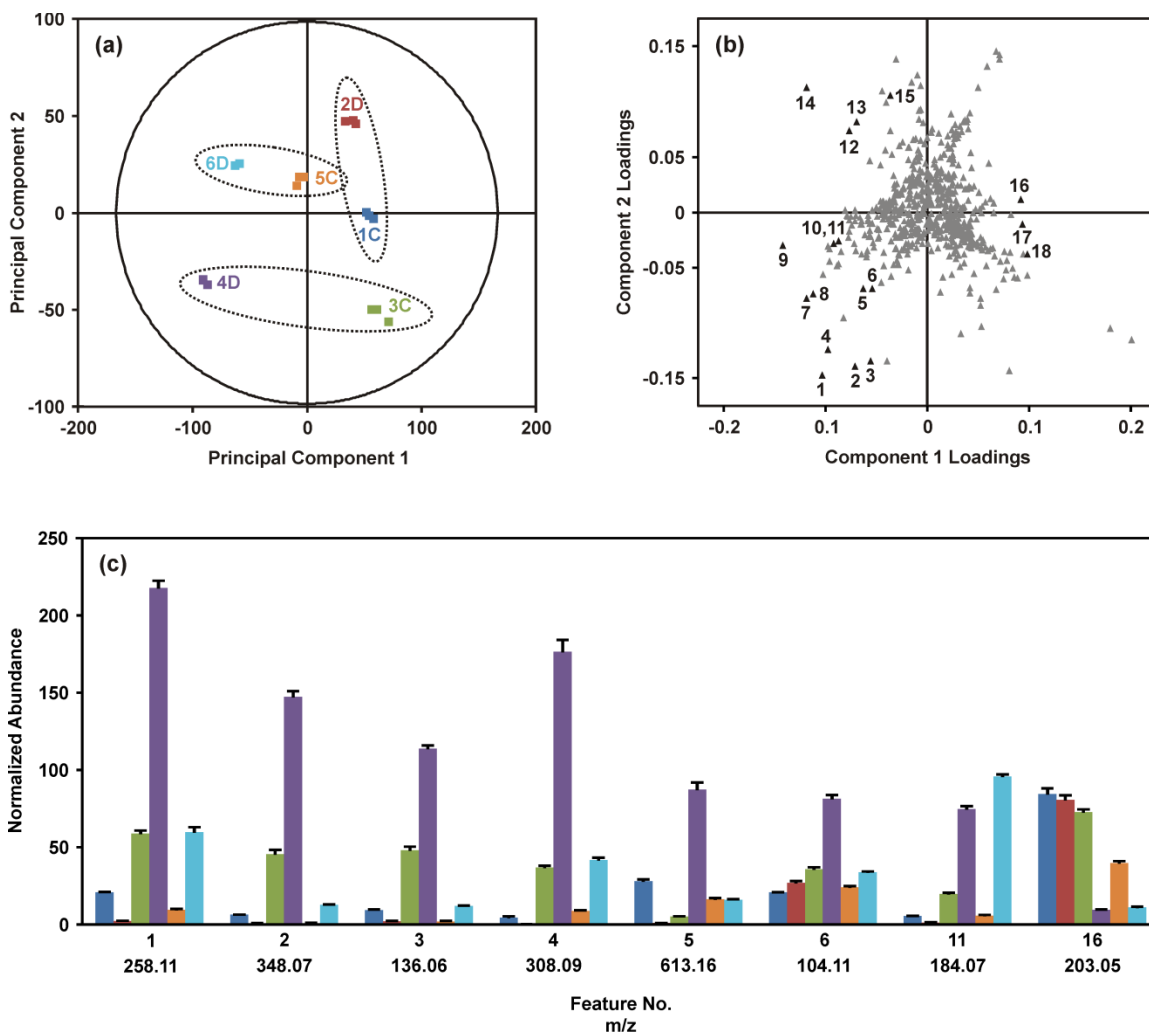 (a)
100
50
0
-50
-100
Principal Component 2
2D
6D
5C
1C
4D
3C
-200
-100
0
100
200
Principal Component 1
(b)
0.15
0.05
0
-0.05
-0.15
Component 2 Loadings
14
13
15
12
16
10,11
17
9
18
6
8
5
7
4
1
2
3
-0.2
0.1
0
0.1
0.2
Component 1 Loadings
(c)
250
200
150
100
50
0
Normalized Abundance
1 2 3 4 5 6 11 16
258.11 348.07 136.06 308.09 613.16 104.11 184.07 203.05
Feature No.
m/z